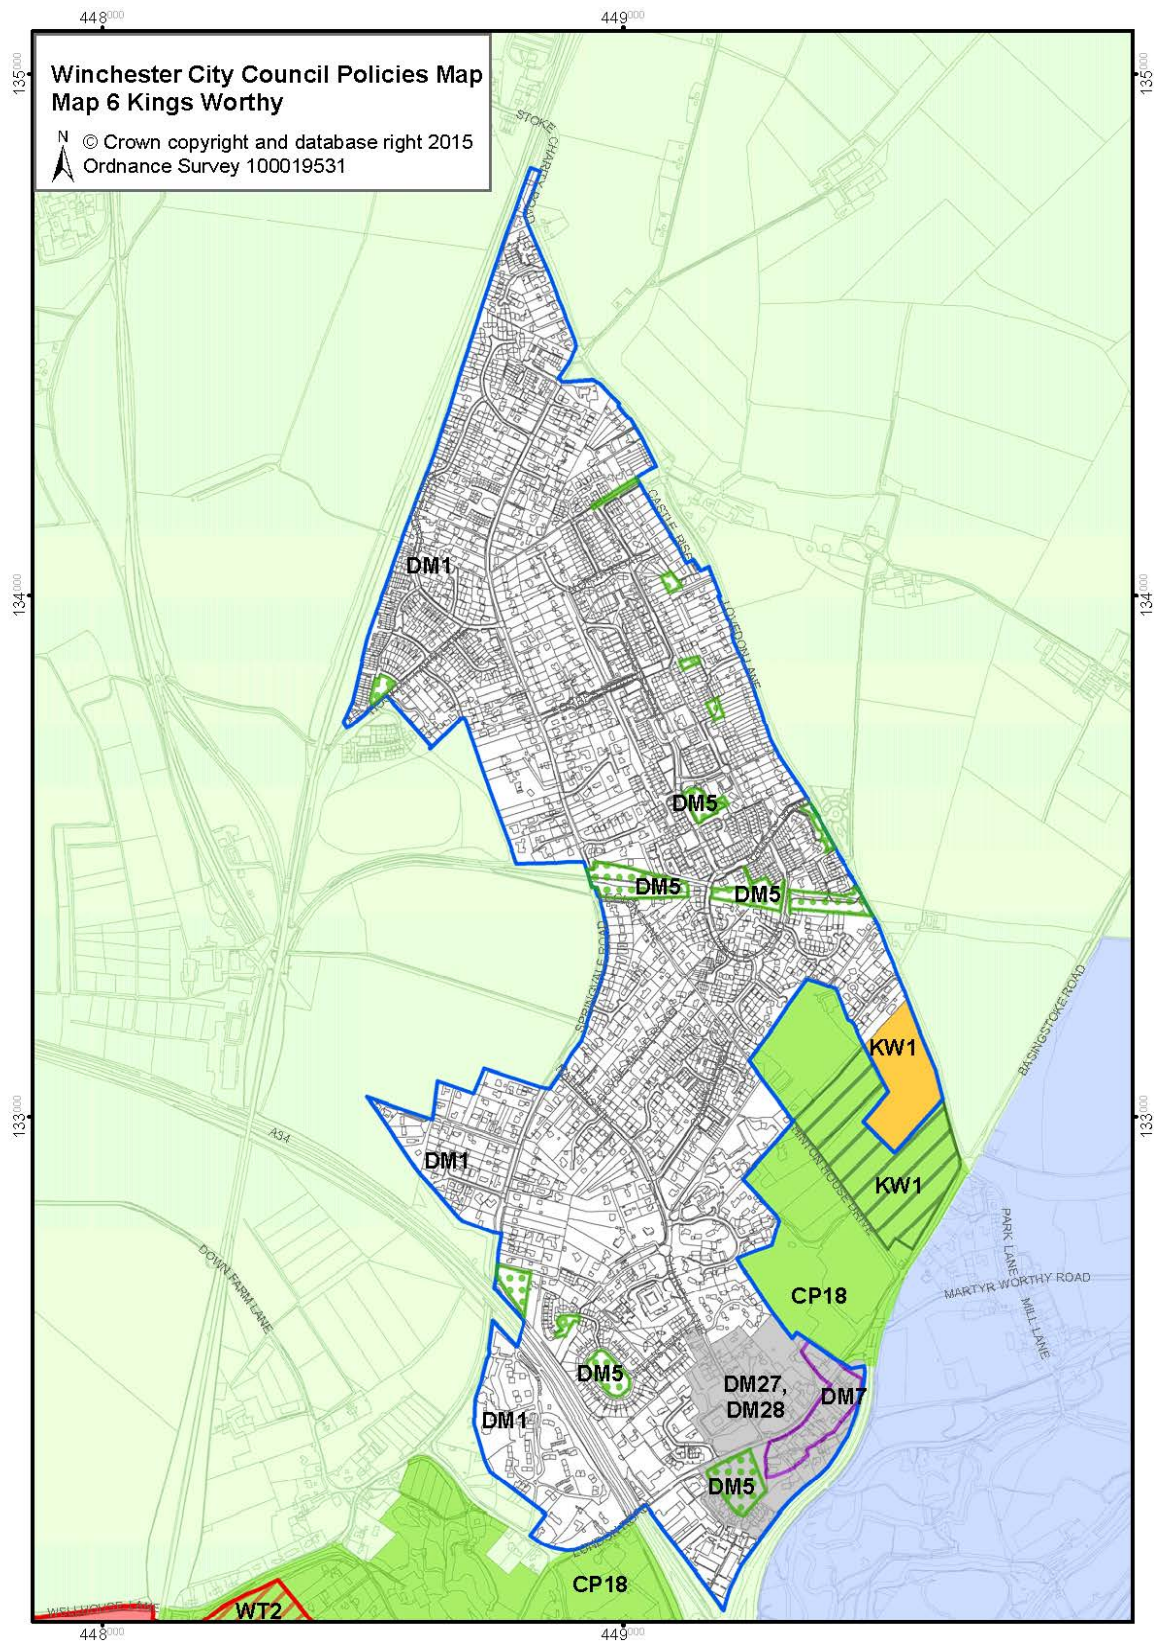 448000
449000
135000
135000
Winchester City Council Policies Map
Map 6 Kings Worthy
N
© Crown copyright and database right 2015
Ordnance Survey 100019531
STOKE CHARITY ROAD
CASTLE RISE
DM1
134000
134000
LOVEDON LANE
DM5
DM5
DM5
SPRINGVALE ROAD
BASINGSTOKE ROAD
KW1
133000
133000
A34
DM1
HINTON HOUSE DRIVE
KW1
PARK LANE
DOWN FARM LANE
MARTYR WORTHY ROAD
CP18
MILL LANE
DM5
DM27,
DM28
DM7
DM1
DM5
LONDON ROAD
CP18
WELLHOUSE LANE
WT2
448000
449000